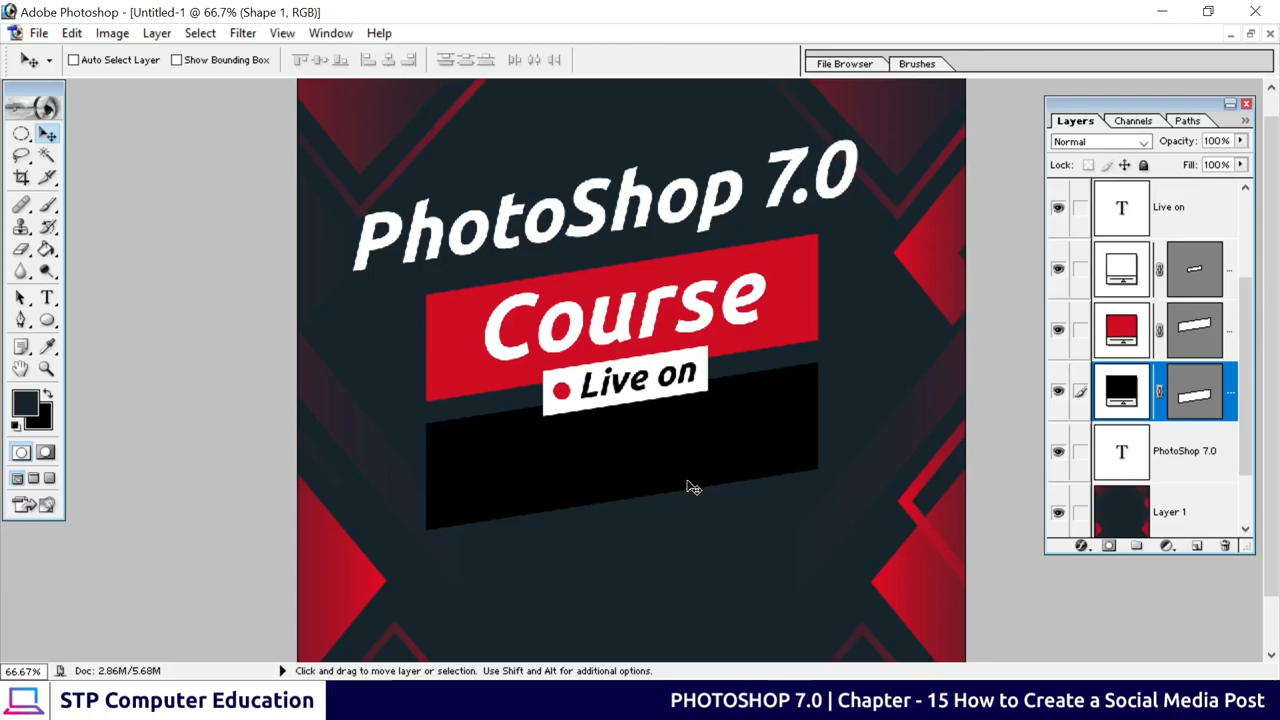 Adobe Photoshop - [Untitled-1 @ 66.7% (Shape 1, RGB)]
File Edit Image Layer Select Filter View Window Help
Auto Select Layer Show Bounding Box
File Browser Brushes
Layers Channels Paths
Normal Opacity: 100%
Lock: Fill: 100%
T Live on
T PhotoShop 7.0
Layer 1
PhotoShop 7.0
Course
Live on
66.67% Doc: 2.86M/5.68M Click and drag to move layer or selection. Use Shift and Alt for additional options.
STP Computer Education PHOTOSHOP 7.0 | Chapter - 15 How to Create a Social Media Post